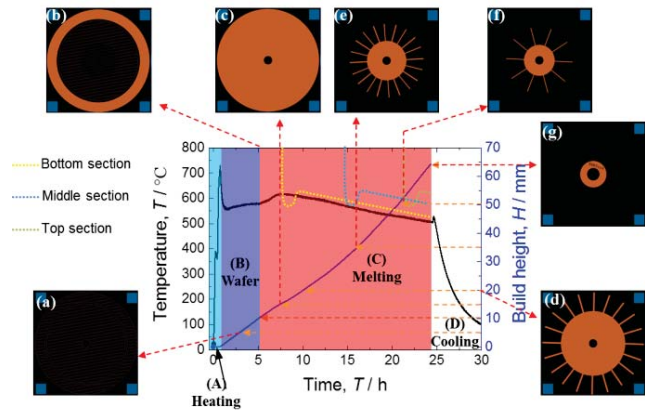 (b)
(c)
(e)
(f)
(g)
Bottom section
Middle section
Top section
(a)
(d)
Temperature, T / °C
800
700
600
500
400
300
200
100
0
Build height, H / mm
70
60
50
40
30
20
10
0
(B)
Wafer
(C)
Melting
(D)
Cooling
0
5
10
15
20
25
30
(A)
Heating
Time, T / h